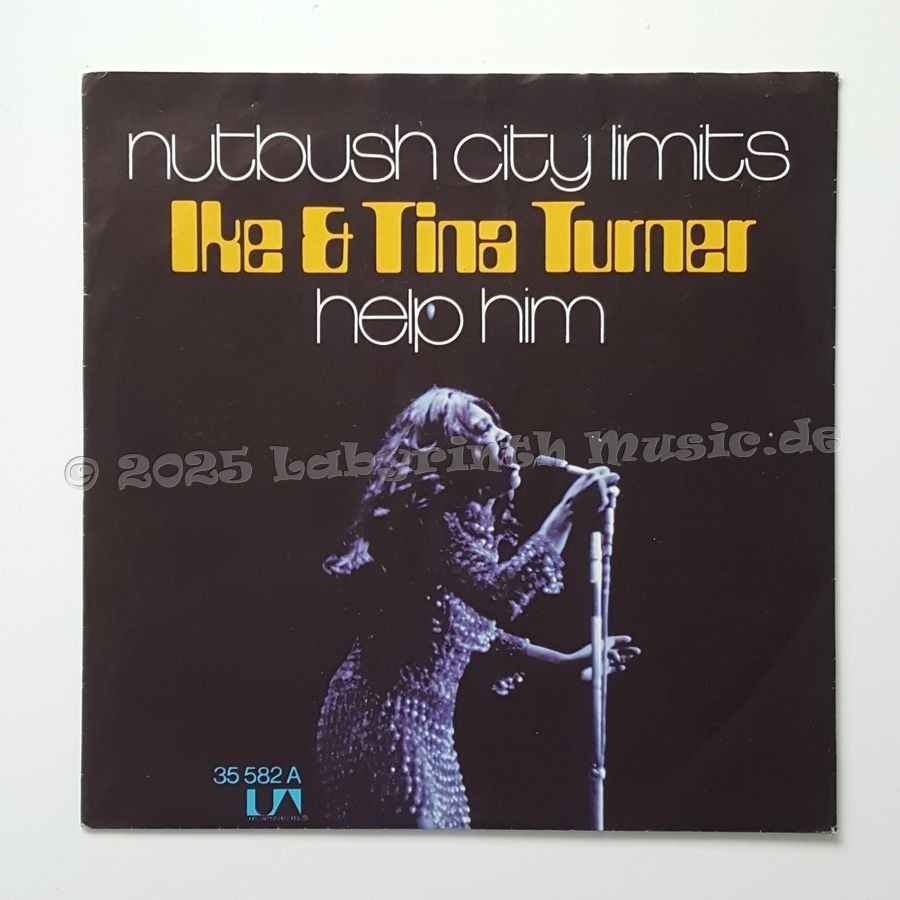 nutbush city limits
Ike & Tina Turner
help him
© 2025 Labyrinth Music.de
35 582 A
UA